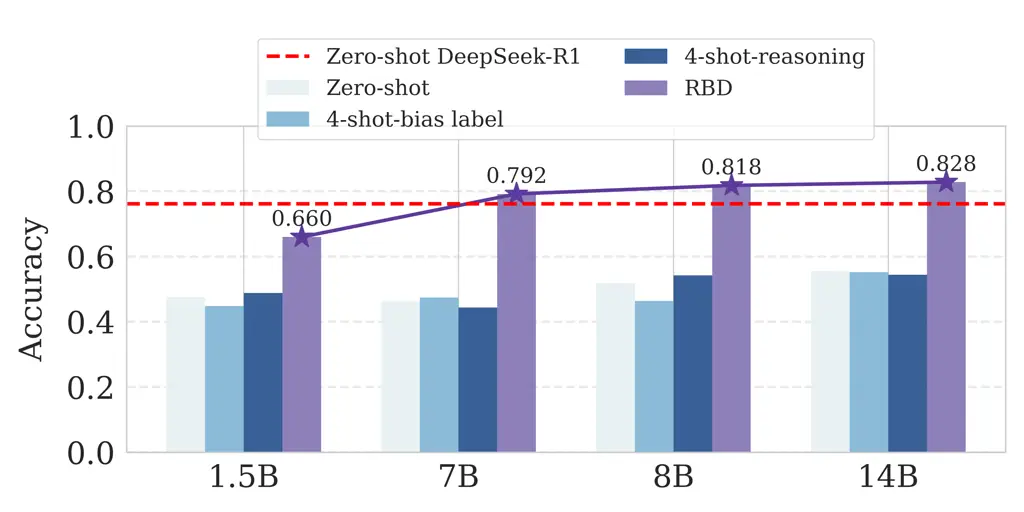 Zero-shot DeepSeek-R1
Zero-shot
4-shot-bias label
4-shot-reasoning
RBD
Accuracy
1.0
0.8
0.6
0.4
0.2
0.0
0.660
0.792
0.818
0.828
1.5B
7B
8B
14B